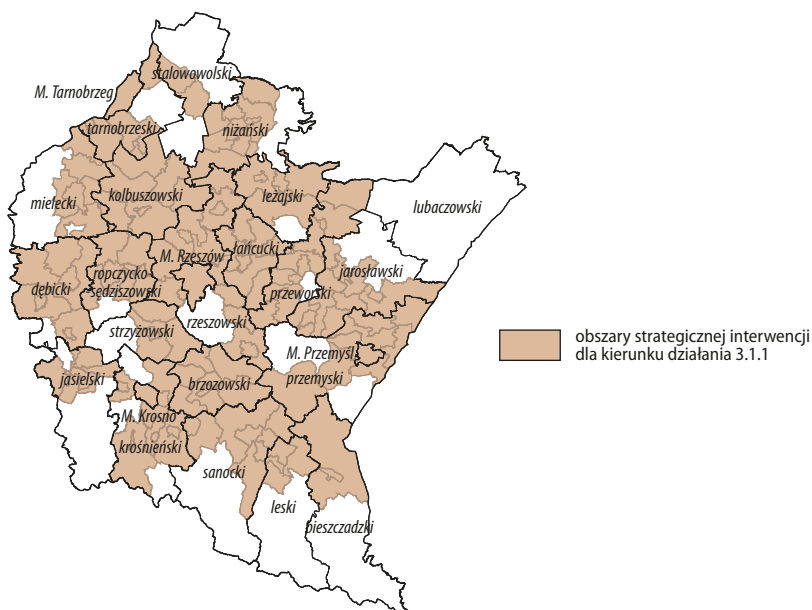 stalowowolski
M. Tarnobrzeg
tarnobrzeski
niżański
mielecki
kolbuszowski
leżajski
lubaczowski
M. Rzeszów
łańcucki
jarosławski
dębicki
ropczycko-
sędziszowski
przeworski
strzyżowski
rzeszowski
obszary strategicznej interwencji
dla kierunku działania 3.1.1
M. Przemyśl
jasielski
brzozowski
przemyski
M. Krosno
krośnieński
sanocki
leski
bieszczadzki